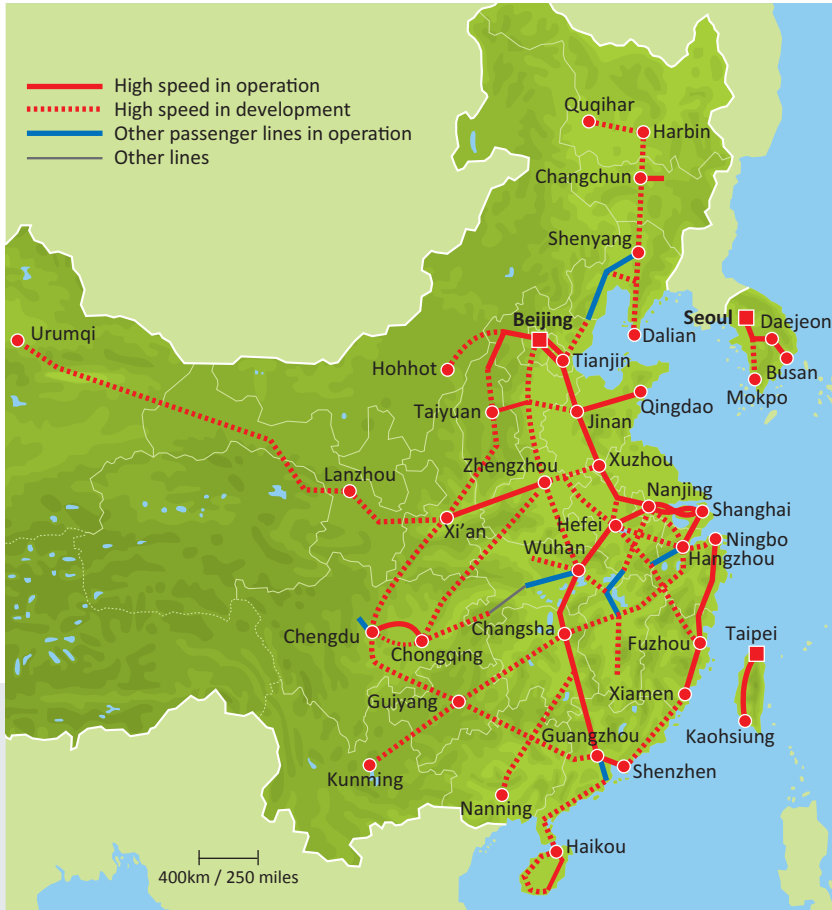 High speed in operation
High speed in development
Other passenger lines in operation
Other lines
Quqihar
Harbin
Changchun
Shenyang
Urumqi
Beijing
Seoul
Daejeon
Dalian
Hohhot
Tianjin
Busan
Mokpo
Taiyuan
Qingdao
Jinan
Zhengzhou
Xuzhou
Lanzhou
Nanjing
Shanghai
Xi'an
Hefei
Ningbo
Wuhan
Hangzhou
Chengdu
Changsha
Chongqing
Fuzhou
Taipei
Guiyang
Xiamen
Kaohsiung
Guangzhou
Kunming
Shenzhen
Nanning
Haikou
400km / 250 miles